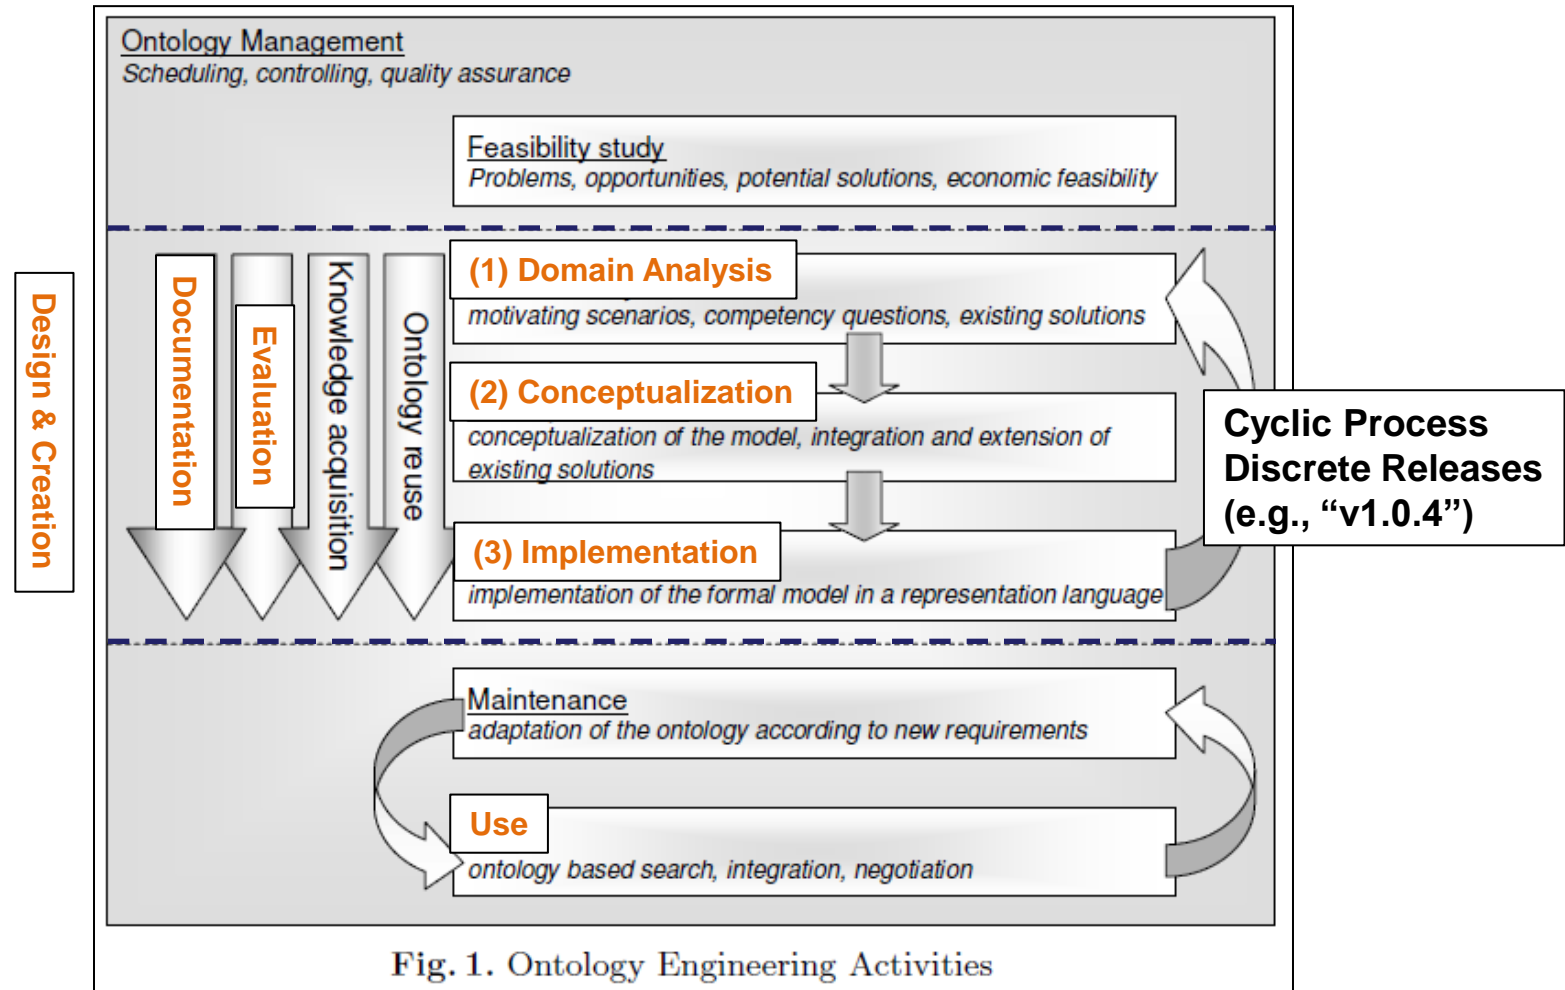 Ontology Management
Scheduling, controlling, quality assurance
Feasibility study
Problems, opportunities, potential solutions, economic feasibility
Design & Creation
Documentation
Evaluation
Knowledge acquisition
Ontology reuse
(1) Domain Analysis
motivating scenarios, competency questions, existing solutions
(2) Conceptualization
conceptualization of the model, integration and extension of
existing solutions
(3) Implementation
implementation of the formal model in a representation language
Cyclic Process
Discrete Releases
(e.g., “v1.0.4”)
Maintenance
adaptation of the ontology according to new requirements
Use
ontology based search, integration, negotiation
Fig. 1. Ontology Engineering Activities